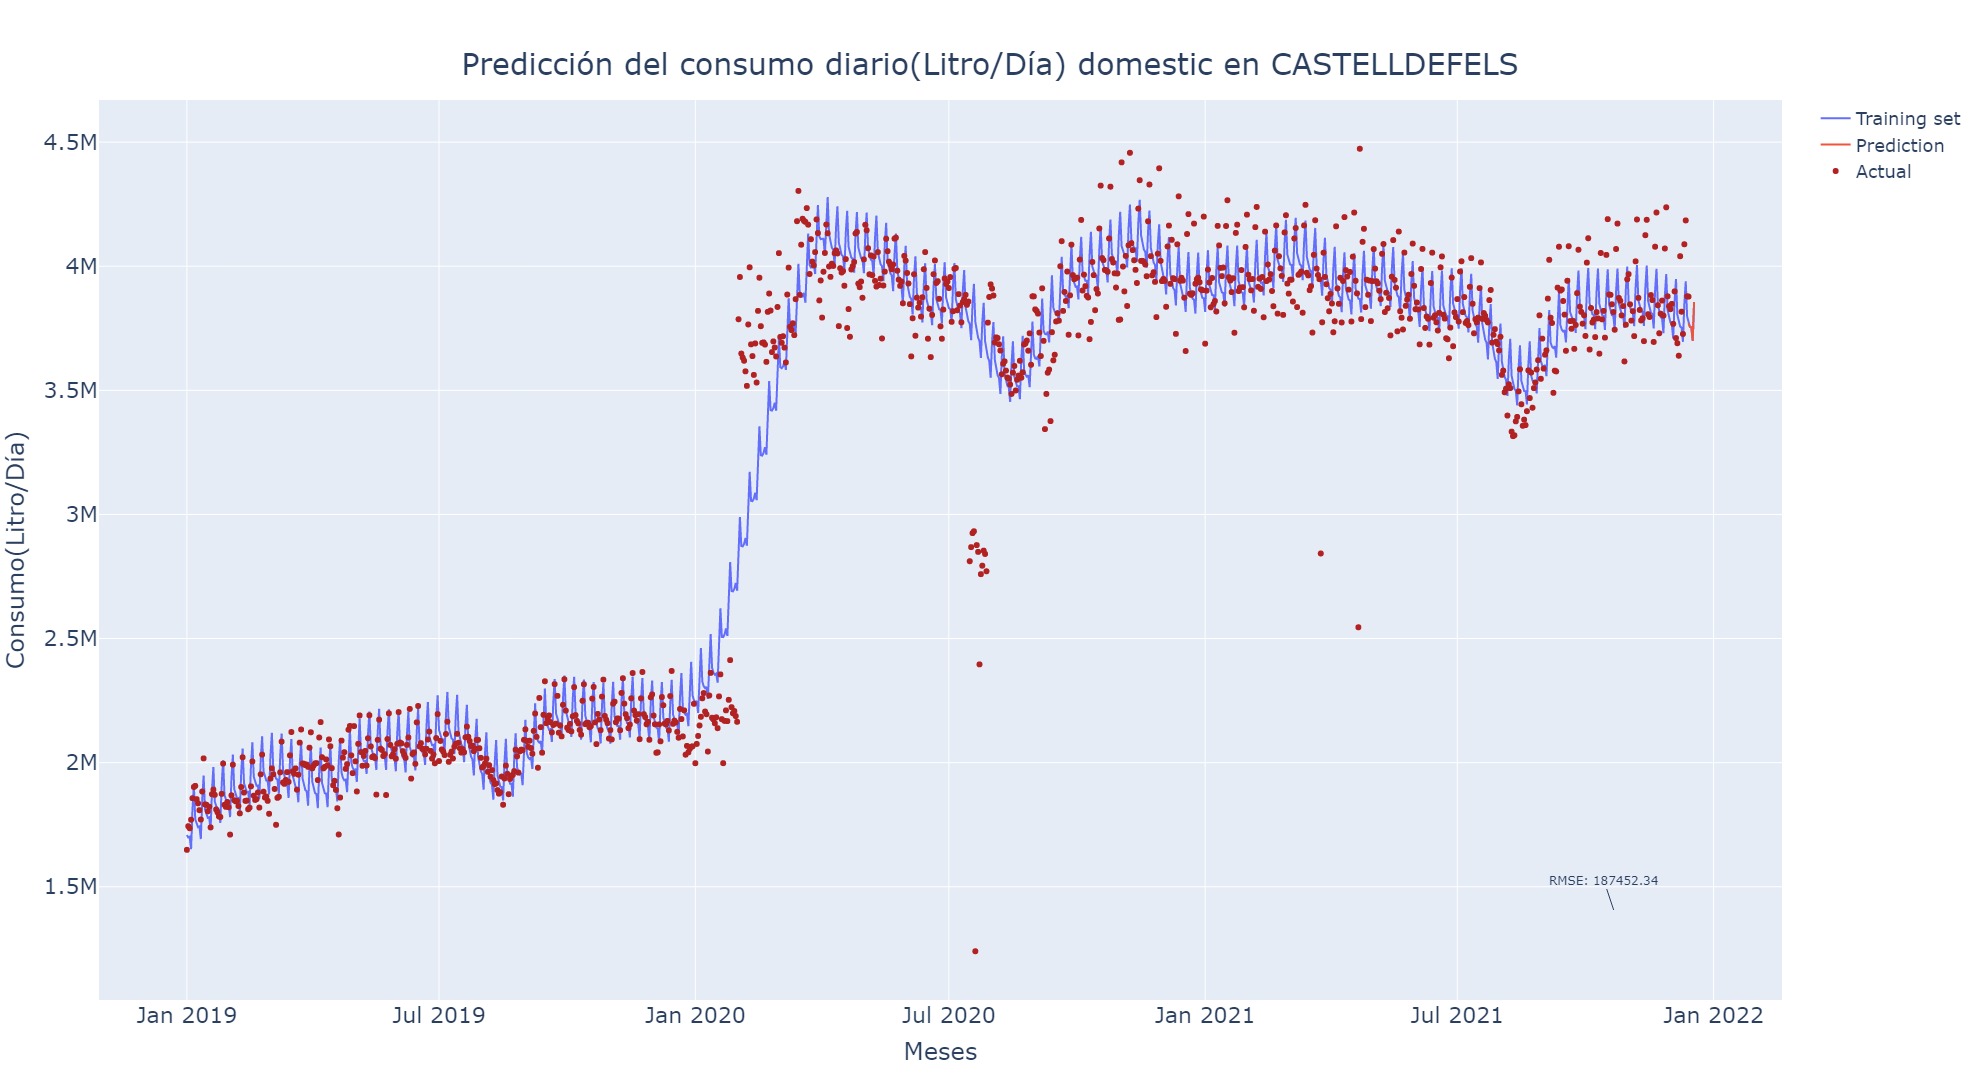 Predicción del consumo diario(Litro/Día) domestic en CASTELLDEFELS
Training set
Prediction
Actual
Consumo(Litro/Día)
4.5M
4M
3.5M
3M
2.5M
2M
1.5M
RMSE: 187452.34
Jan 2019
Jul 2019
Jan 2020
Jul 2020
Jan 2021
Jul 2021
Jan 2022
Meses